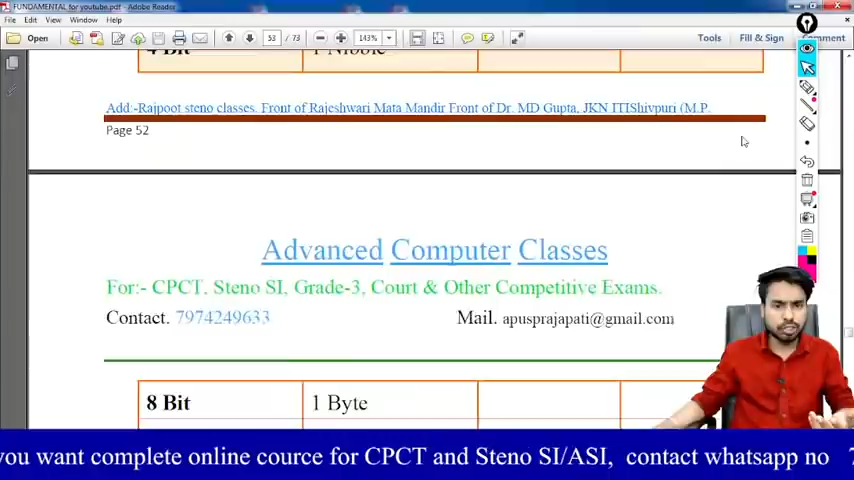 FUNDAMENTAL for youtube.pdf - Adobe Reader
File Edit View Window Help
Open 53 / 73 143% Tools Fill & Sign Comment
4 Bit 1 Nibble
Add:-Rajpoot steno classes. Front of Rajeshwari Mata Mandir Front of Dr. MD Gupta, JKN ITIShivpuri (M.P.
Page 52
Advanced Computer Classes
For:- CPCT, Steno SI, Grade-3, Court & Other Competitive Exams.
Contact. 7974249633 Mail. apusprajapati@gmail.com
8 Bit 1 Byte
you want complete online cource for CPCT and Steno SI/ASI, contact whatsapp no 7